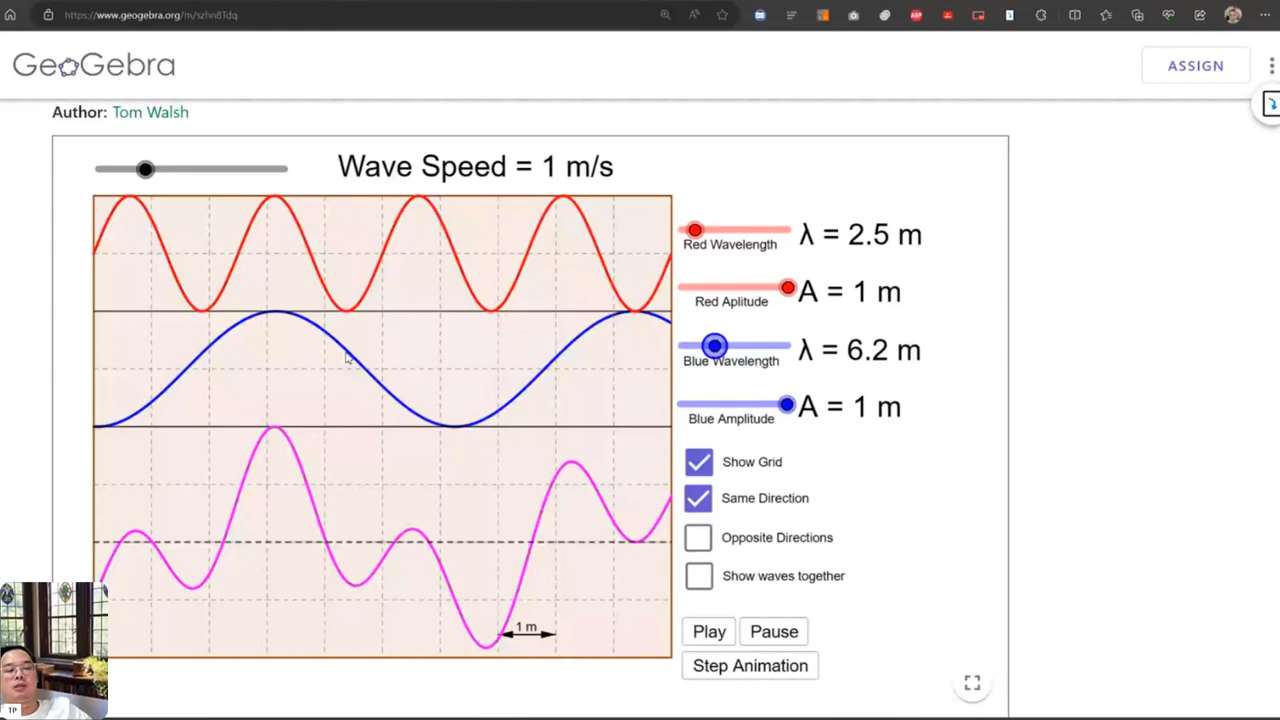 https://www.geogebra.org/m/szhn8Tdq
GeoGebra
ASSIGN
Author: Tom Walsh
Wave Speed = 1 m/s
λ = 2.5 m
Red Wavelength
A = 1 m
Red Aplitude
λ = 6.2 m
Blue Wavelength
A = 1 m
Blue Amplitude
Show Grid
Same Direction
Opposite Directions
Show waves together
1 m
Play
Pause
Step Animation
TP